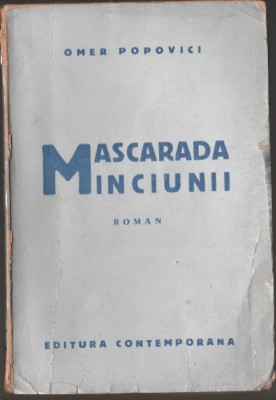 OMER POPOVICI
MASCARADA
MINCIUNII
ROMAN
EDITURA CONTEMPORANA